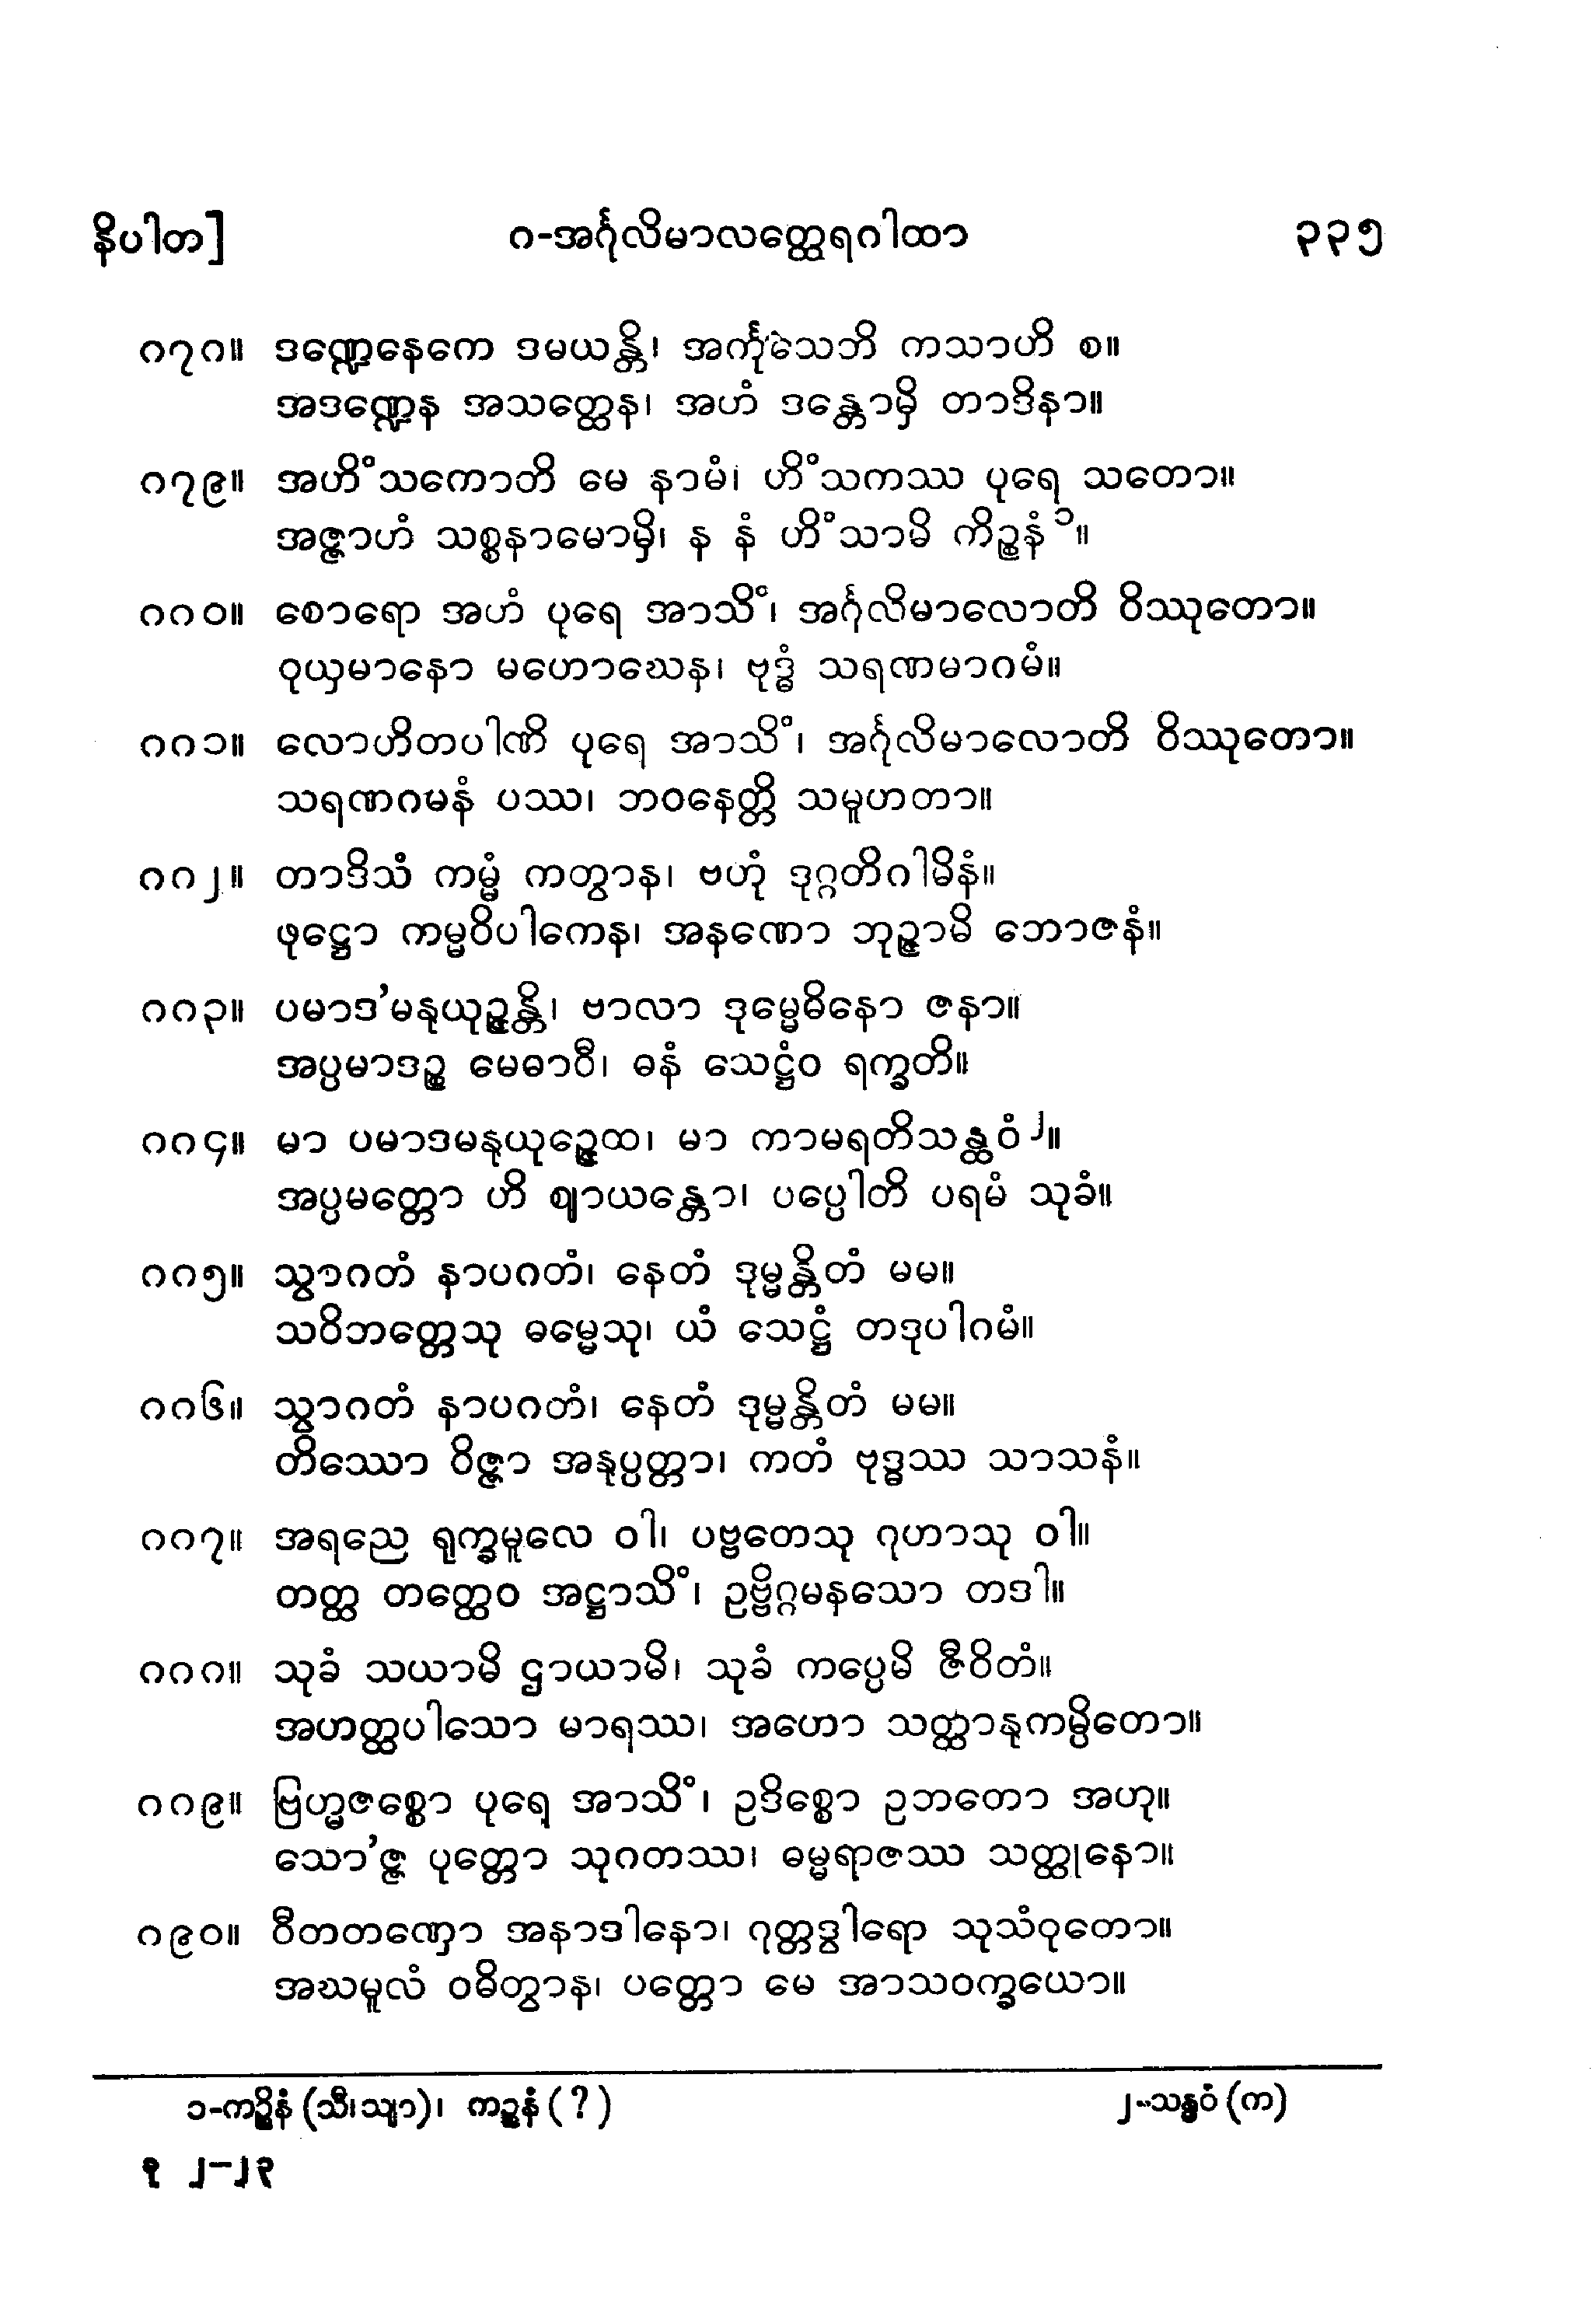 နိပါတ]	၈-အင်္ဂုလိမာလတ္ထေရဂါထာ	၃၃၅
၈၇၈။ ဒဏ္ဍေနေကေ ဒမယန္တိ၊ အင်္ကုသေဘိ ကသာဟိ စ။
အဒဏ္ဍေန အသတ္ထေန၊ အဟံ ဒန္တောမှိ တာဒိနာ။
၈၇၉။ အဟိံသကောတိ မေ နာမံ၊ ဟိံသကဿ ပုရေ သတော။
အဇ္ဇာဟံ သစ္စနာမောမှိ၊ န နံ ဟိံသာမိ ကိဉ္စနံ၁။
၈၈၀။ စောရော အဟံ ပုရေ အာသိံ၊ အင်္ဂုလိမာလောတိ ဝိဿုတော။
ဝုယှမာနော မဟောဃေန၊ ဗုဒ္ဓံ သရဏမာဂမံ။
၈၈၁။ လောဟိတပါဏိ ပုရေ အာသိံ၊ အင်္ဂုလိမာလောတိ ဝိဿုတော။
သရဏဂမနံ ပဿ၊ ဘဝနေတ္တိ သမူဟတာ။
၈၈၂။ တာဒိသံ ကမ္မံ ကတွာန၊ ဗဟုံ ဒုဂ္ဂတိဂါမိနံ။
ဖုဋ္ဌော ကမ္မဝိပါကေန၊ အနဏော ဘုဉ္ဇာမိ ဘောဇနံ။
၈၈၃။ ပမာဒ’မနုယုဉ္ဇန္တိ၊ ဗာလာ ဒုမ္မေဓိနော ဇနာ။
အပ္ပမာဒဉ္စ မေဓာဝီ၊ ဓနံ သေဋ္ဌံဝ ရက္ခတိ။
၈၈၄။ မာ ပမာဒမနုယုဉ္ဇေထ၊ မာ ကာမရတိသန္ထဝံ၂။
အပ္ပမတ္တော ဟိ ဈာယန္တော၊ ပပ္ပေါတိ ပရမံ သုခံ။
၈၈၅။ သွာဂတံ နာပဂတံ၊ နေတံ ဒုမ္မန္တိတံ မမ။
သဝိဘတ္တေသု ဓမ္မေသု၊ ယံ သေဋ္ဌံ တဒုပါဂမံ။
၈၈၆။ သွာဂတံ နာပဂတံ၊ နေတံ ဒုမ္မန္တိတံ မမ။
တိဿော ဝိဇ္ဇာ အနုပ္ပတ္တာ၊ ကတံ ဗုဒ္ဓဿ သာသနံ။
၈၈၇။ အရညေ ရုက္ခမူလေ ဝါ၊ ပဗ္ဗတေသု ဂုဟာသု ဝါ။
တတ္ထ တတ္ထေဝ အဋ္ဌာသိံ၊ ဥဗ္ဗိဂ္ဂမနသော တဒါ။
၈၈၈။ သုခံ သယာမိ ဌာယာမိ၊ သုခံ ကပ္ပေမိ ဇီဝိတံ။
အဟတ္ထပါသော မာရဿ၊ အဟော သတ္ထာနုကမ္ပိတော။
၈၈၉။ ဗြဟ္မဇစ္စော ပုရေ အာသိံ၊ ဥဒိစ္စော ဥဘတော အဟု။
သော’ဇ္ဇ ပုတ္တော သုဂတဿ၊ ဓမ္မရာဇဿ သတ္ထုနော။
၈၉၀။ ဝီတတဏှော အနာဒါနော၊ ဂုတ္တဒွါရော သုသံဝုတော။
အဃမူလံ ဝဓိတွာန၊ ပတ္တော မေ အာသဝက္ခယော။
၁-ကဉ္စိနံ (သီ၊သျာ)၊ ကဉ္စနံ (?)	၂-သန္ဓဝံ (က)
ခု ၂-၂၃